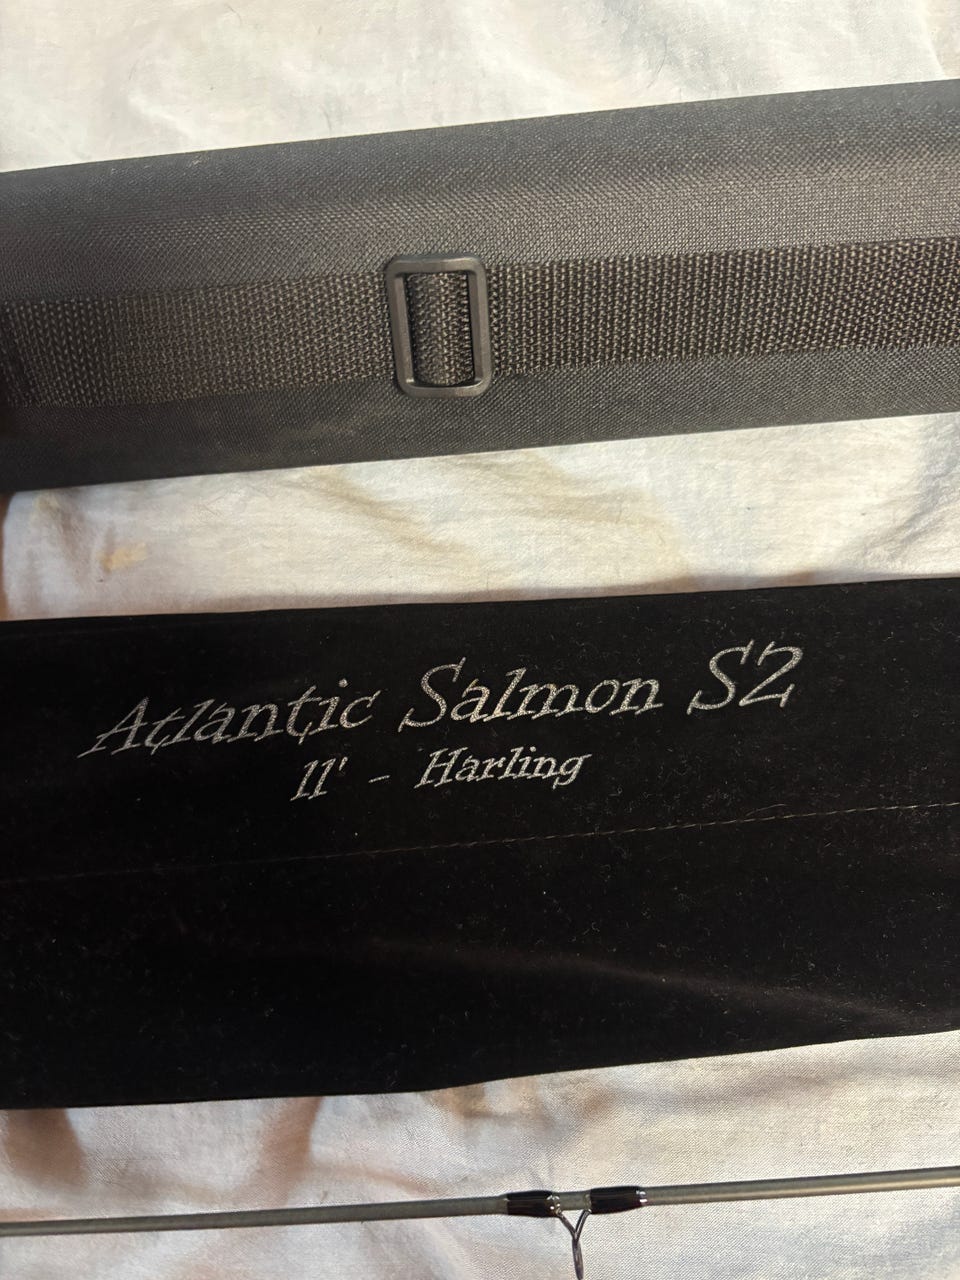 Atlantic Salmon S2
11' - Harling